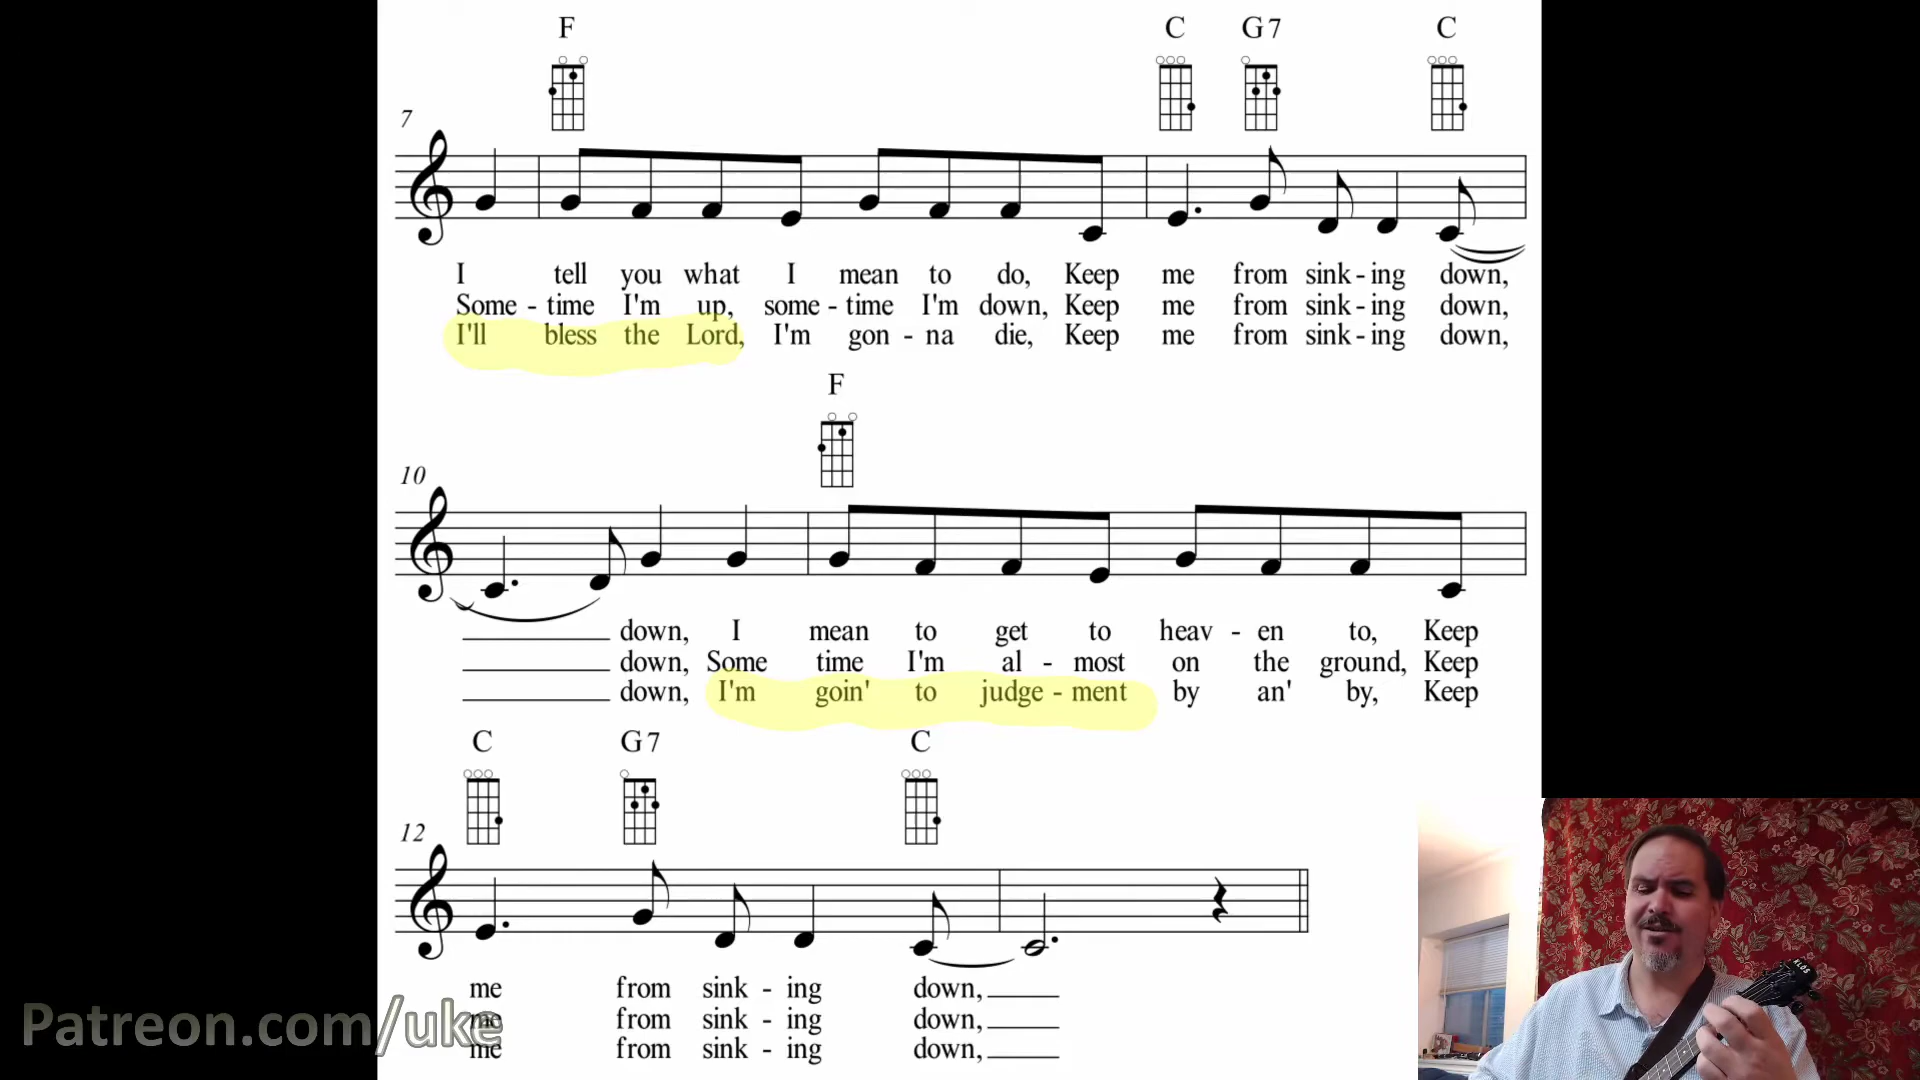 F C G7 C
7
I tell you what I mean to do, Keep me from sink - ing down,
Some - time I'm up, some - time I'm down, Keep me from sink - ing down,
I'll bless the Lord, I'm gon - na die, Keep me from sink - ing down,
F
10
down, I mean to get to heav - en to, Keep
down, Some time I'm al - most on the ground, Keep
down, I'm goin' to judge - ment by an' by, Keep
C G7 C
12
me from sink - ing down,
me from sink - ing down,
me from sink - ing down,
Patreon.com/uke
KLOS